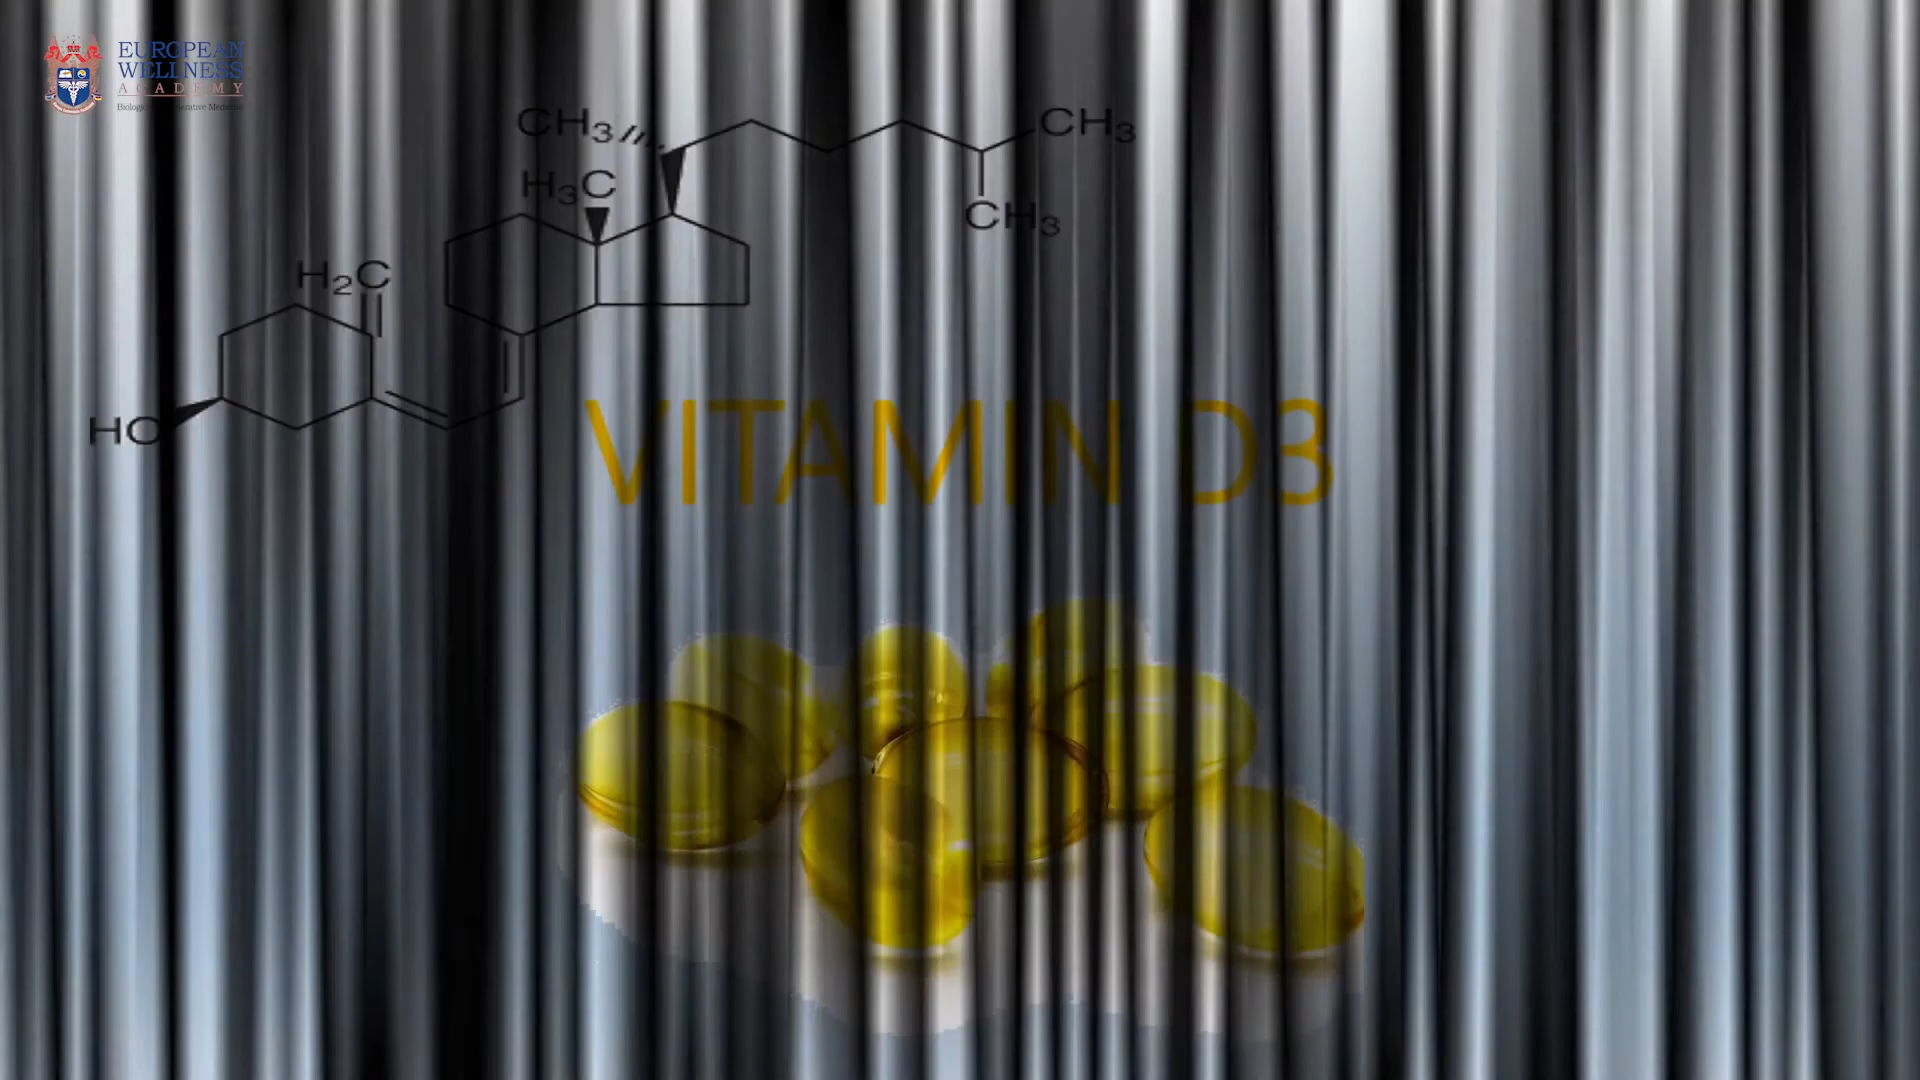 EUROPEAN
WELLNESS
ACADEMY
CH3
CH3
H3C
CH3
H2C
HO
VITAMIN D3